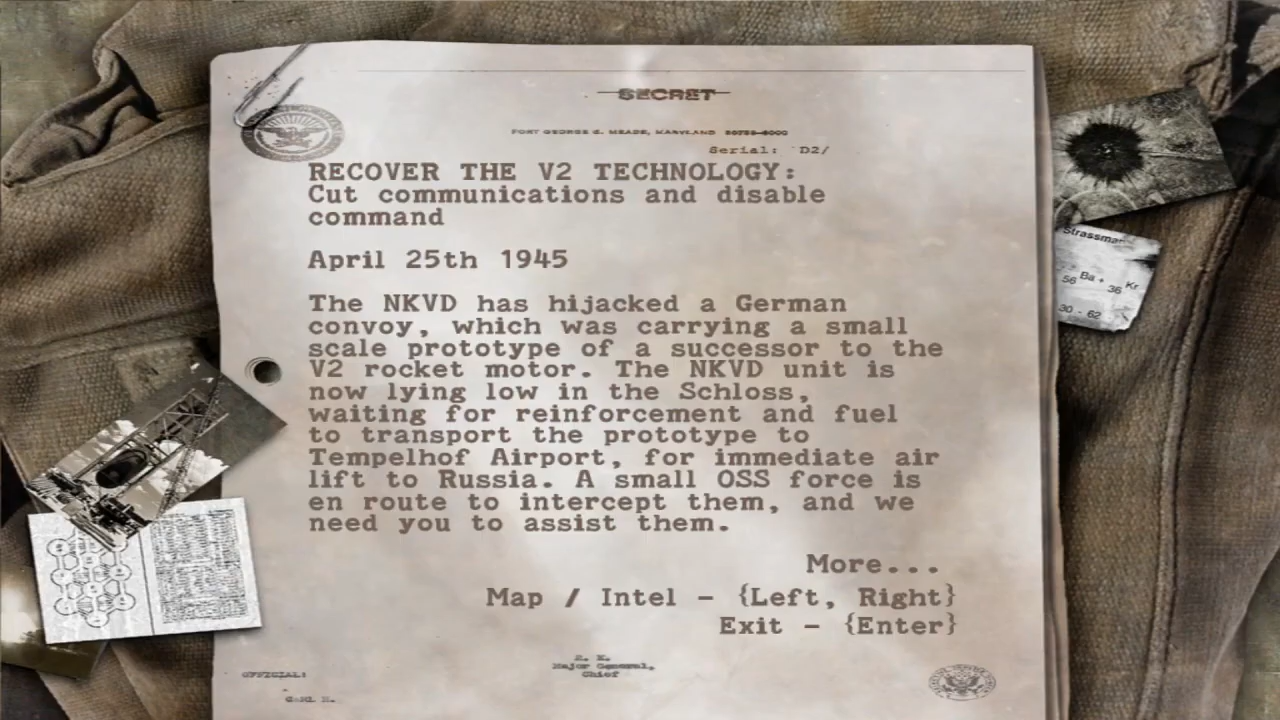 SECRET
FORT GEORGE G. MEADE, MARYLAND 20755-6000
Serial: D2/
RECOVER THE V2 TECHNOLOGY:
Cut communications and disable
command
April 25th 1945
The NKVD has hijacked a German
convoy, which was carrying a small
scale prototype of a successor to the
V2 rocket motor. The NKVD unit is
now lying low in the Schloss,
waiting for reinforcement and fuel
to transport the prototype to
Tempelhof Airport, for immediate air
lift to Russia. A small OSS force is
en route to intercept them, and we
need you to assist them.
More...
Map / Intel - {Left, Right}
Exit - {Enter}
Major General,
Chief
OFFICIAL:
Strassma
56 Ba + 36 Kr
30 - 62